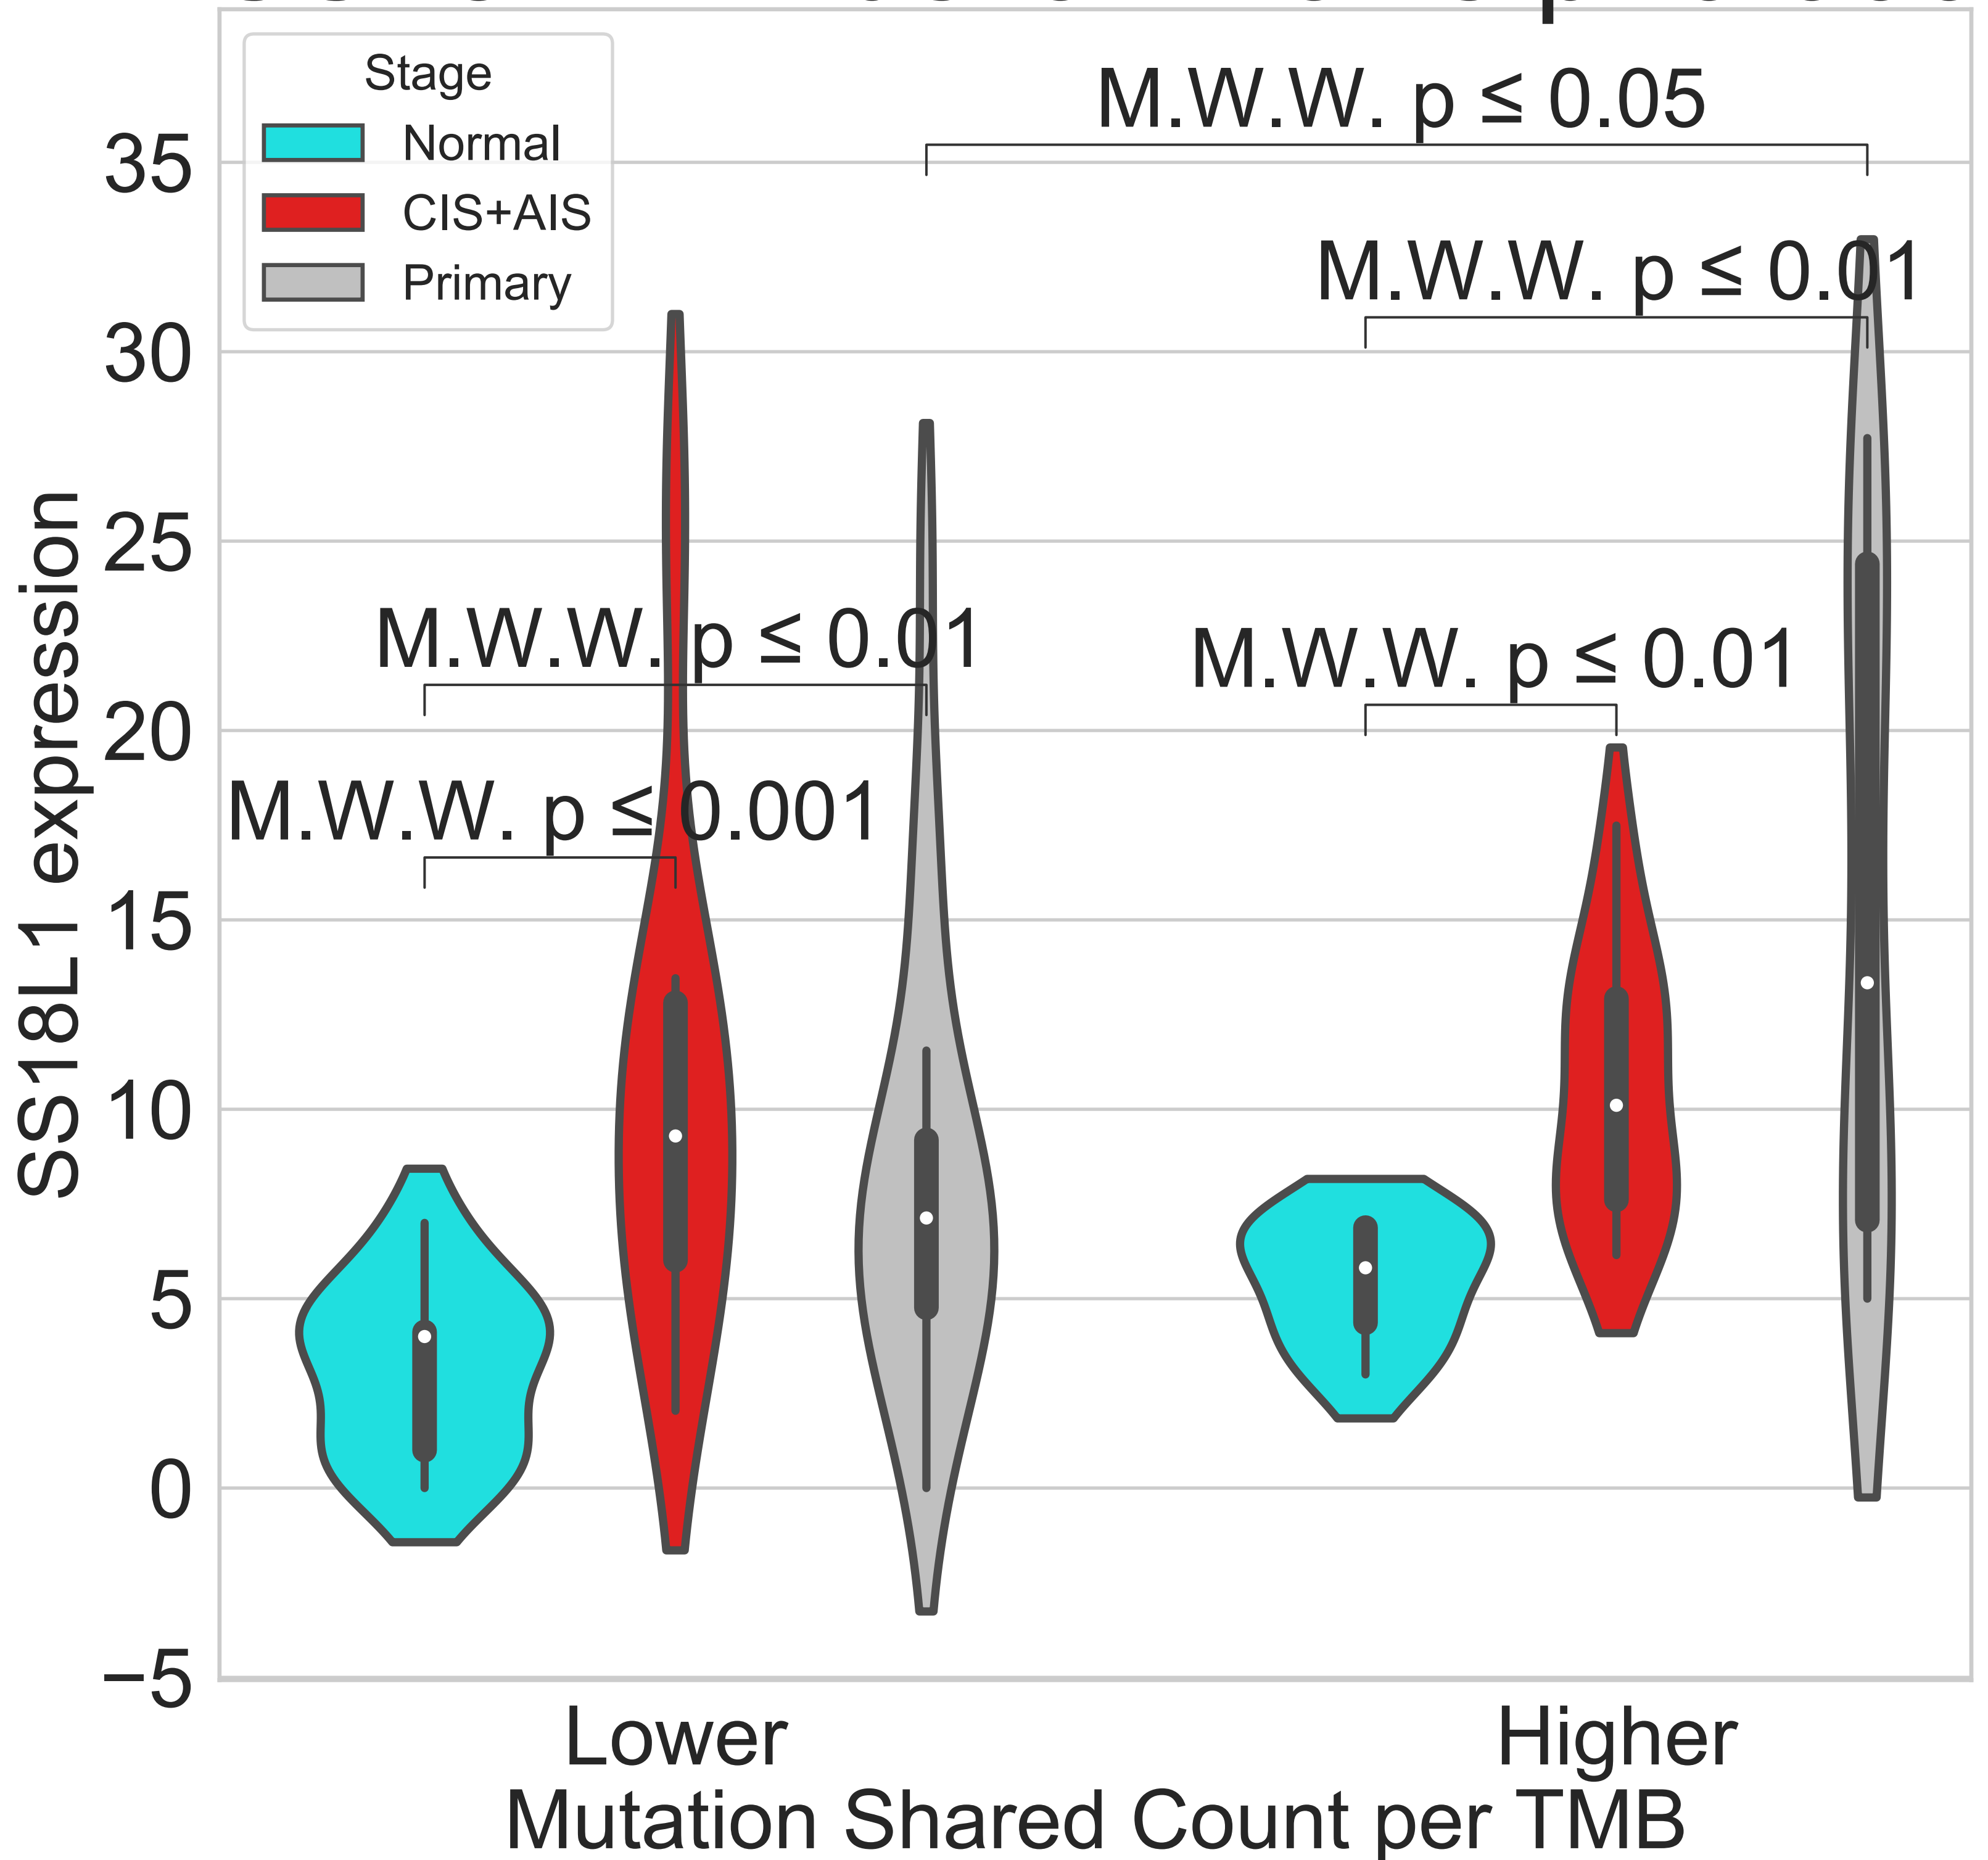 Stage
Normal
CIS+AIS
Primary
M.W.W. p ≤ 0.05
M.W.W. p ≤ 0.01
M.W.W. p ≤ 0.01
M.W.W. p ≤ 0.01
M.W.W. p ≤ 0.001
35
30
25
20
15
10
5
0
−5
SS18L1 expression
Lower
Higher
Mutation Shared Count per TMB